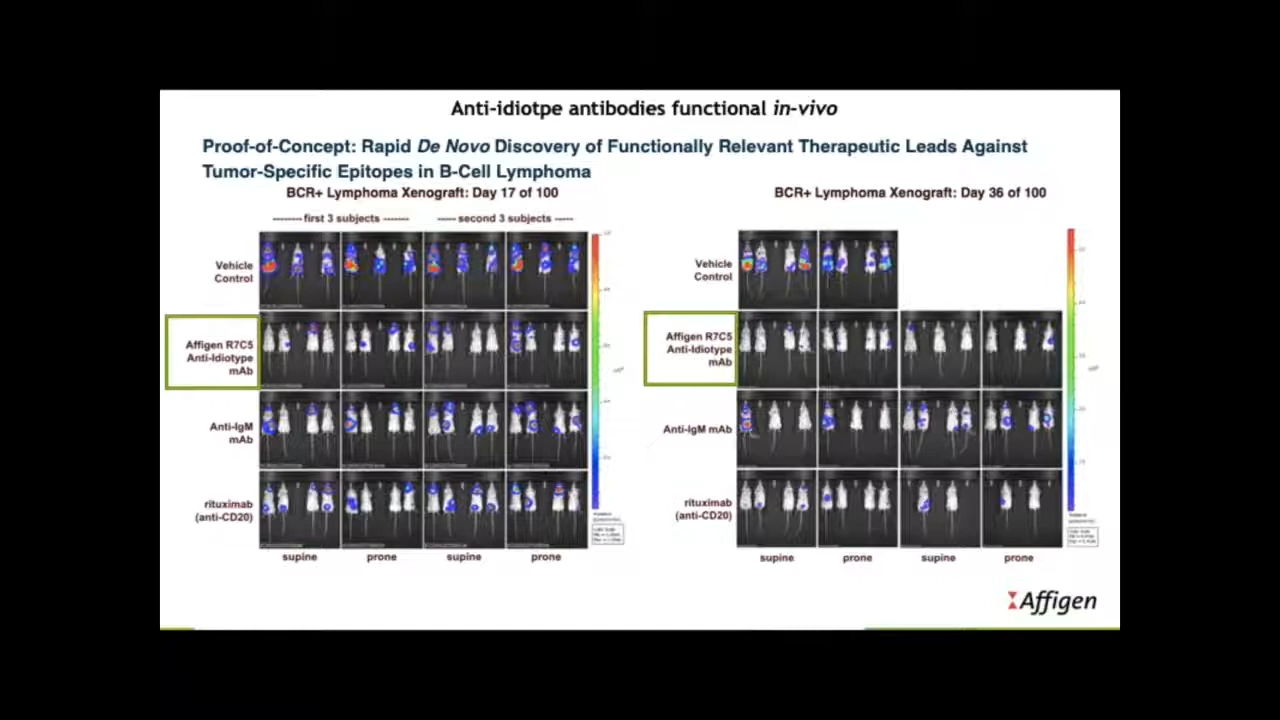 Anti-idiotpe antibodies functional in-vivo
Proof-of-Concept: Rapid De Novo Discovery of Functionally Relevant Therapeutic Leads Against
Tumor-Specific Epitopes in B-Cell Lymphoma
BCR+ Lymphoma Xenograft: Day 17 of 100
-------- first 3 subjects -------
----- second 3 subjects -----
Vehicle
Control
Affigen R7C5
Anti-Idiotype
mAb
Anti-IgM
mAb
rituximab
(anti-CD20)
supine
prone
supine
prone
BCR+ Lymphoma Xenograft: Day 36 of 100
Vehicle
Control
Affigen R7C5
Anti-Idiotype
mAb
Anti-IgM mAb
rituximab
(anti-CD20)
supine
prone
supine
prone
Affigen